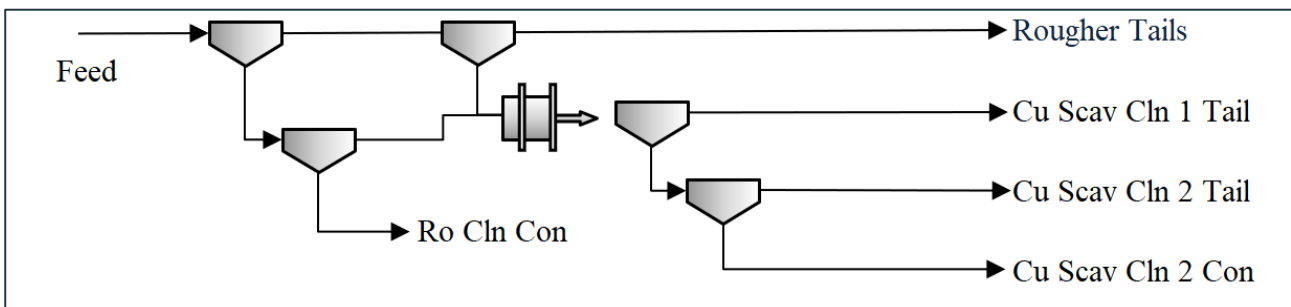 Rougher Tails
Feed
Cu Scav Cln 1 Tail
Cu Scav Cln 2 Tail
Ro Cln Con
Cu Scav Cln 2 Con